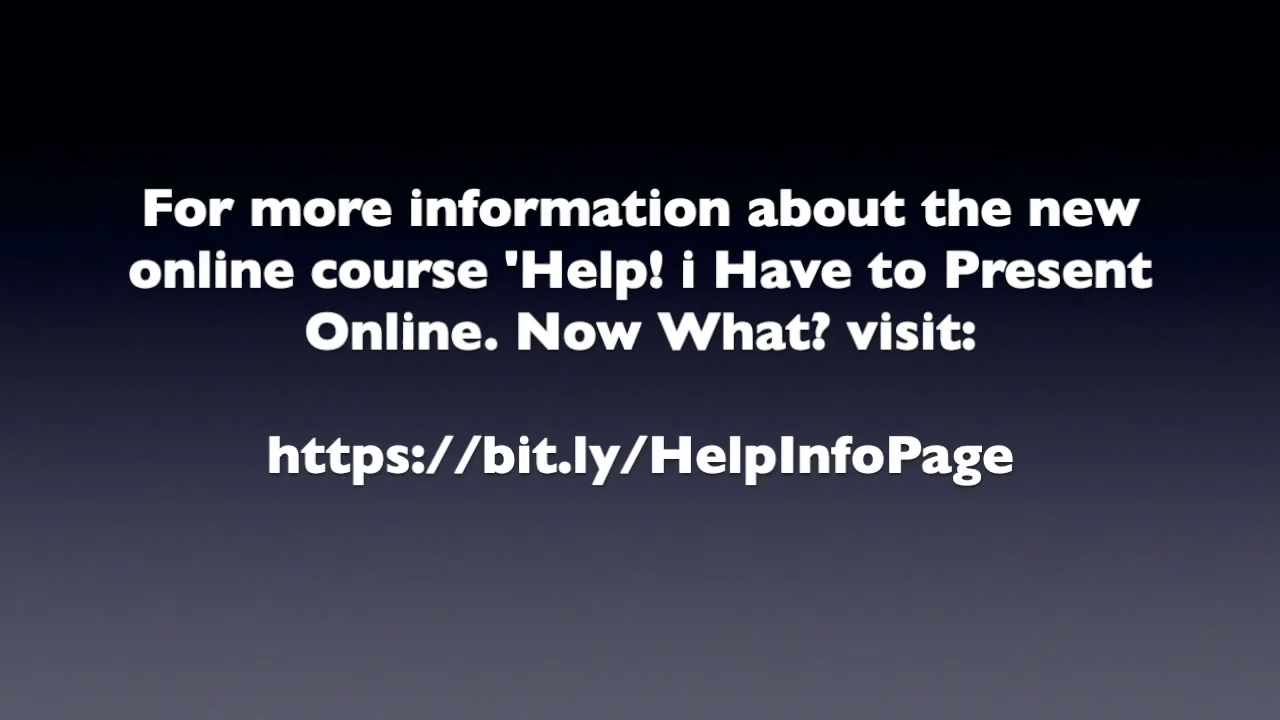 For more information about the new
online course 'Help! i Have to Present
Online. Now What? visit:
https://bit.ly/HelpInfoPage